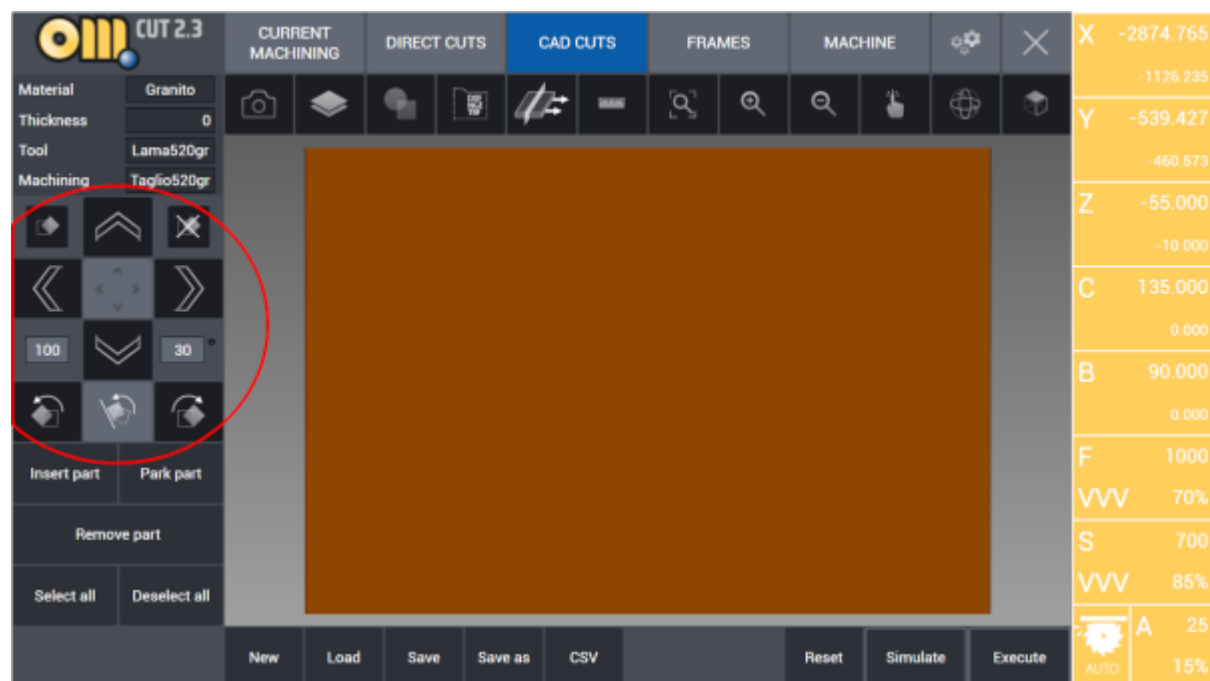 CUT 2.3
CURRENT
MACHINING
DIRECT CUTS
CAD CUTS
FRAMES
MACHINE
Material
Granito
Thickness
0
Tool
Lama520gr
Machining
Taglio520gr
100
30 °
Insert part
Park part
Remove part
Select all
Deselect all
New
Load
Save
Save as
CSV
Reset
Simulate
Execute
X -2874.765
-1126.235
Y -539.427
-460.573
Z -55.000
-10.000
C 135.000
0.000
B 90.000
0.000
F 1000
VVV 70%
S 700
VVV 85%
A 25
AUTO 15%